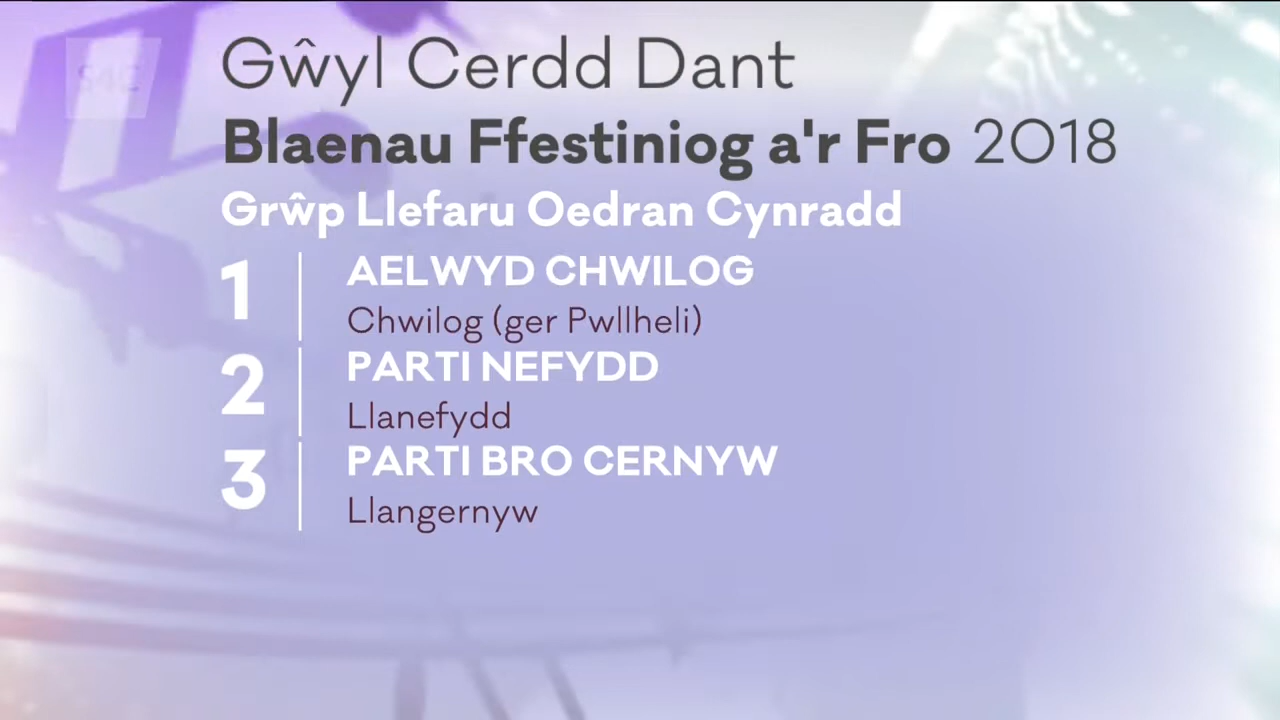 S4C
Gŵyl Cerdd Dant
Blaenau Ffestiniog a'r Fro 2018
Grŵp Llefaru Oedran Cynradd
1
AELWYD CHWILOG
Chwilog (ger Pwllheli)
2
PARTI NEFYDD
Llanefydd
3
PARTI BRO CERNYW
Llangernyw